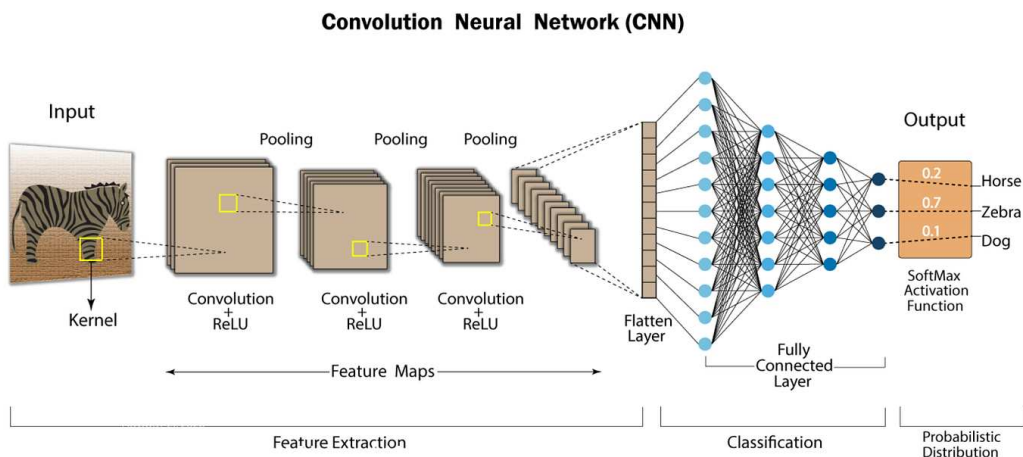 Convolution Neural Network (CNN)
Input
Output
Pooling
Pooling
Pooling
0.2
Horse
0.7
Zebra
0.1
Dog
Kernel
Convolution
+
ReLU
Convolution
+
ReLU
Convolution
+
ReLU
Flatten
Layer
SoftMax
Activation
Function
Fully
Connected
Layer
Feature Maps
Feature Extraction
Classification
Probabilistic
Distribution